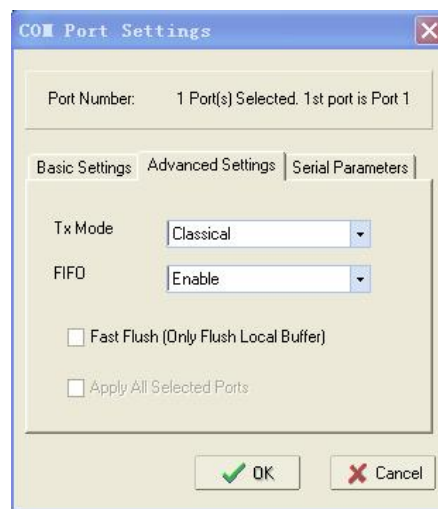 COM Port Settings
Port Number: 1 Port(s) Selected. 1st port is Port 1
Basic Settings Advanced Settings Serial Parameters
Tx Mode Classical
FIFO Enable
Fast Flush (Only Flush Local Buffer)
Apply All Selected Ports
OK Cancel